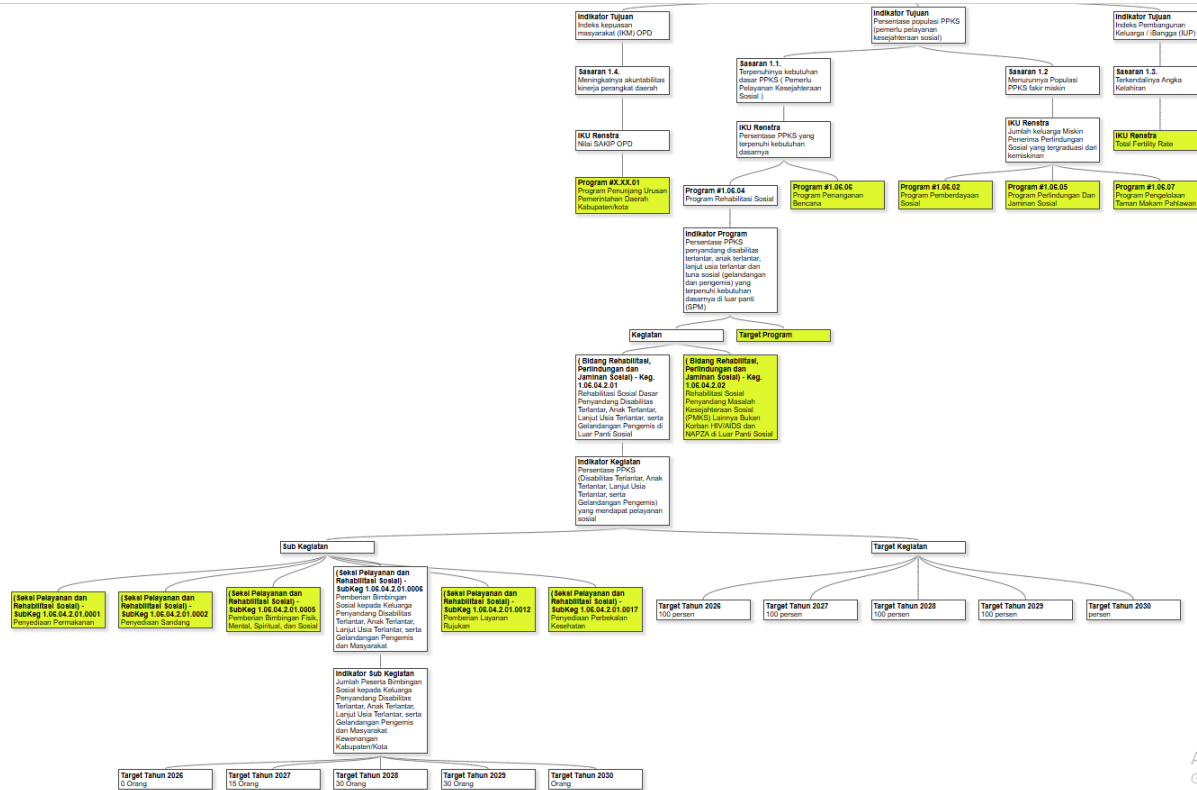 Indikator Tujuan
Indeks kepuasan
masyarakat (IKM) OPD
Indikator Tujuan
Persentase populasi PPKS
(pemerlu pelayanan
kesejahteraan sosial)
Indikator Tujuan
Indeks Pembangunan
Keluarga / iBangga (IUP)
Sasaran 1.4.
Meningkatnya akuntabilitas
kinerja perangkat daerah
Sasaran 1.1.
Terpenuhinya kebutuhan
dasar PPKS ( Pemerlu
Pelayanan Kesejahteraan
Sosial )
Sasaran 1.2
Menurunnya Populasi
PPKS fakir miskin
Sasaran 1.3.
Terkendalinya Angka
Kelahiran
IKU Renstra
Nilai SAKIP OPD
IKU Renstra
Persentase PPKS yang
terpenuhi kebutuhan
dasarnya
IKU Renstra
Jumlah keluarga Miskin
Penerima Perlindungan
Sosial yang tergraduasi dari
kemiskinan
IKU Renstra
Total Fertility Rate
Program #X.XX.01
Program Penunjang Urusan
Pemerintahan Daerah
Kabupaten/kota
Program #1.06.04
Program Rehabilitasi Sosial
Program #1.06.06
Program Penanganan
Bencana
Program #1.06.02
Program Pemberdayaan
Sosial
Program #1.06.05
Program Perlindungan Dan
Jaminan Sosial
Program #1.06.07
Program Pengelolaan
Taman Makam Pahlawan
Indikator Program
Persentase PPKS
penyandang disabilitas
terlantar, anak terlantar,
lanjut usia terlantar dan
tuna sosial (gelandangan
dan pengemis) yang
terpenuhi kebutuhan
dasarnya di luar panti
(SPM)
Kegiatan
Target Program
( Bidang Rehabilitasi,
Perlindungan dan
Jaminan Sosial) - Keg.
1.06.04.2.01
Rehabilitasi Sosial Dasar
Penyandang Disabilitas
Terlantar, Anak Terlantar,
Lanjut Usia Terlantar, serta
Gelandangan Pengemis di
Luar Panti Sosial
( Bidang Rehabilitasi,
Perlindungan dan
Jaminan Sosial) - Keg.
1.06.04.2.02
Rehabilitasi Sosial
Penyandang Masalah
Kesejahteraan Sosial
(PMKS) Lainnya Bukan
Korban HIV/AIDS dan
NAPZA di Luar Panti Sosial
Indikator Kegiatan
Persentase PPKS
(Disabilitas Terlantar, Anak
Terlantar, Lanjut Usia
Terlantar, serta
Gelandangan Pengemis)
yang mendapat pelayanan
sosial
Sub Kegiatan
Target Kegiatan
(Seksi Pelayanan dan
Rehabilitasi Sosial) -
SubKeg 1.06.04.2.01.0001
Penyediaan Permakanan
(Seksi Pelayanan dan
Rehabilitasi Sosial) -
SubKeg 1.06.04.2.01.0002
Penyediaan Sandang
(Seksi Pelayanan dan
Rehabilitasi Sosial) -
SubKeg 1.06.04.2.01.0005
Pemberian Bimbingan Fisik,
Mental, Spiritual, dan Sosial
(Seksi Pelayanan dan
Rehabilitasi Sosial) -
SubKeg 1.06.04.2.01.0006
Pemberian Bimbingan
Sosial kepada Keluarga
Penyandang Disabilitas
Terlantar, Anak Terlantar,
Lanjut Usia Terlantar, serta
Gelandangan Pengemis
dan Masyarakat
(Seksi Pelayanan dan
Rehabilitasi Sosial) -
SubKeg 1.06.04.2.01.0012
Pemberian Layanan
Rujukan
(Seksi Pelayanan dan
Rehabilitasi Sosial) -
SubKeg 1.06.04.2.01.0017
Penyediaan Perbekalan
Kesehatan
Target Tahun 2026
100 persen
Target Tahun 2027
100 persen
Target Tahun 2028
100 persen
Target Tahun 2029
100 persen
Target Tahun 2030
persen
Indikator Sub Kegiatan
Jumlah Peserta Bimbingan
Sosial kepada Keluarga
Penyandang Disabilitas
Terlantar, Anak Terlantar,
Lanjut Usia Terlantar, serta
Gelandangan Pengemis
dan Masyarakat
Kewenangan
Kabupaten/Kota
Target Tahun 2026
0 Orang
Target Tahun 2027
15 Orang
Target Tahun 2028
30 Orang
Target Tahun 2029
30 Orang
Target Tahun 2030
Orang